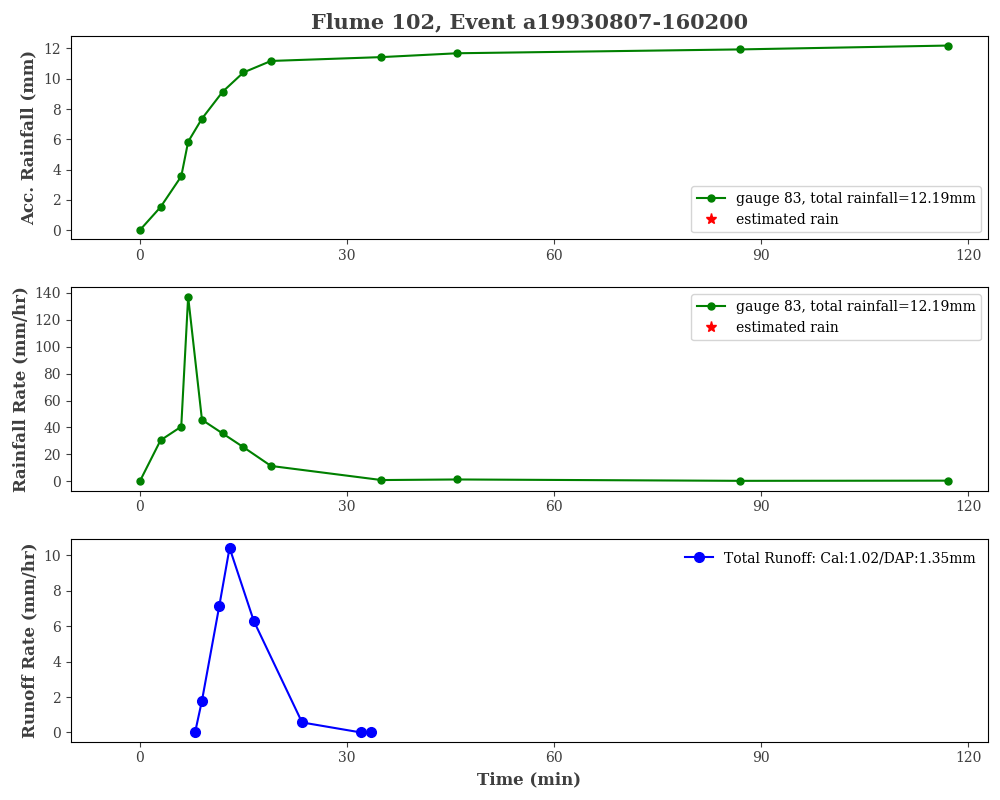 Flume 102, Event a19930807-160200
Acc. Rainfall (mm)
12
10
8
6
4
2
0
gauge 83, total rainfall=12.19mm
estimated rain
0 30 60 90 120
Rainfall Rate (mm/hr)
140
120
100
80
60
40
20
0
gauge 83, total rainfall=12.19mm
estimated rain
0 30 60 90 120
Runoff Rate (mm/hr)
10
8
6
4
2
0
Total Runoff: Cal:1.02/DAP:1.35mm
0 30 60 90 120
Time (min)